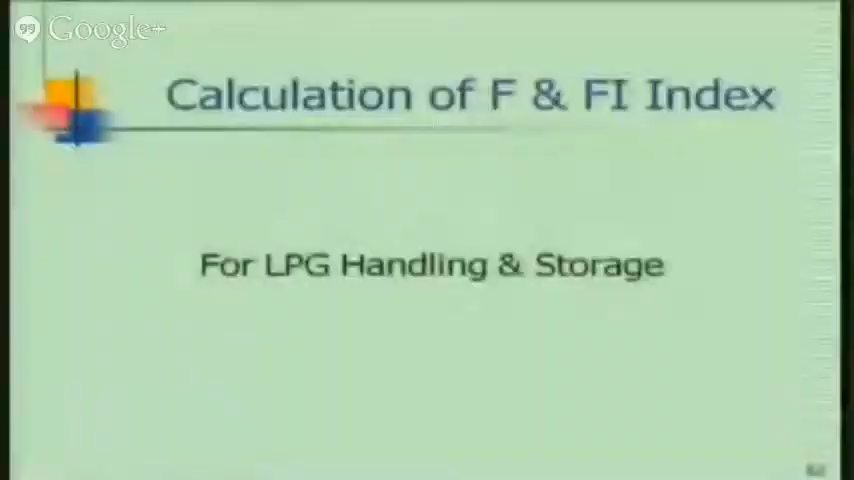 Google+
Calculation of F & FI Index
For LPG Handling & Storage